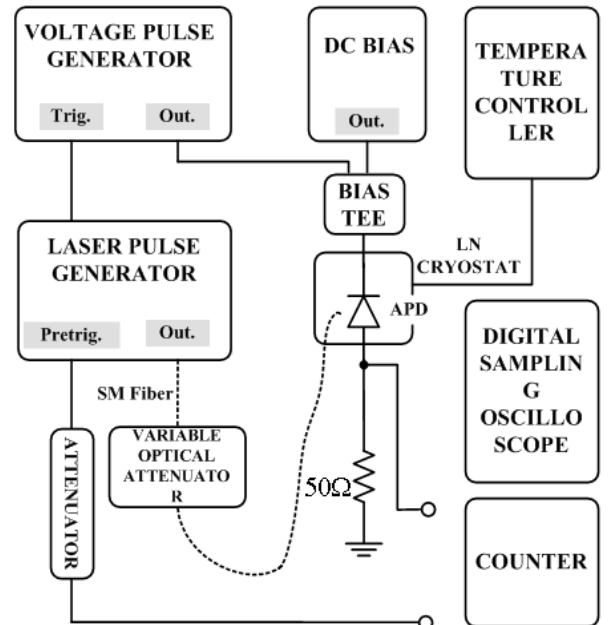 VOLTAGE PULSE
GENERATOR
Trig.
Out.
DC BIAS
Out.
TEMPERA
TURE
CONTROL
LER
BIAS
TEE
LASER PULSE
GENERATOR
Pretrig.
Out.
LN
CRYOSTAT
APD
SM Fiber
ATTENUATOR
VARIABLE
OPTICAL
ATTENUATO
R
50Ω
DIGITAL
SAMPLIN
G
OSCILLO
SCOPE
COUNTER